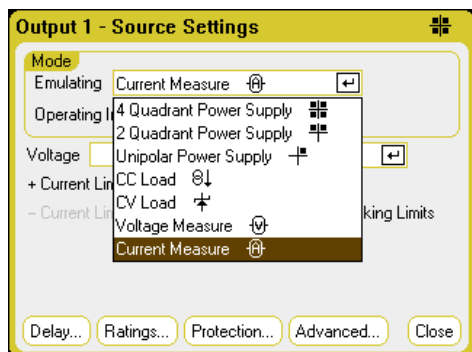 Output 1 - Source Settings
Mode
Emulating Current Measure
Operating
4 Quadrant Power Supply
2 Quadrant Power Supply
Unipolar Power Supply
Voltage
CC Load
+ Current Lim
CV Load
- Current Lim
king Limits
Voltage Measure
Current Measure
Delay... Ratings... Protection... Advanced... Close